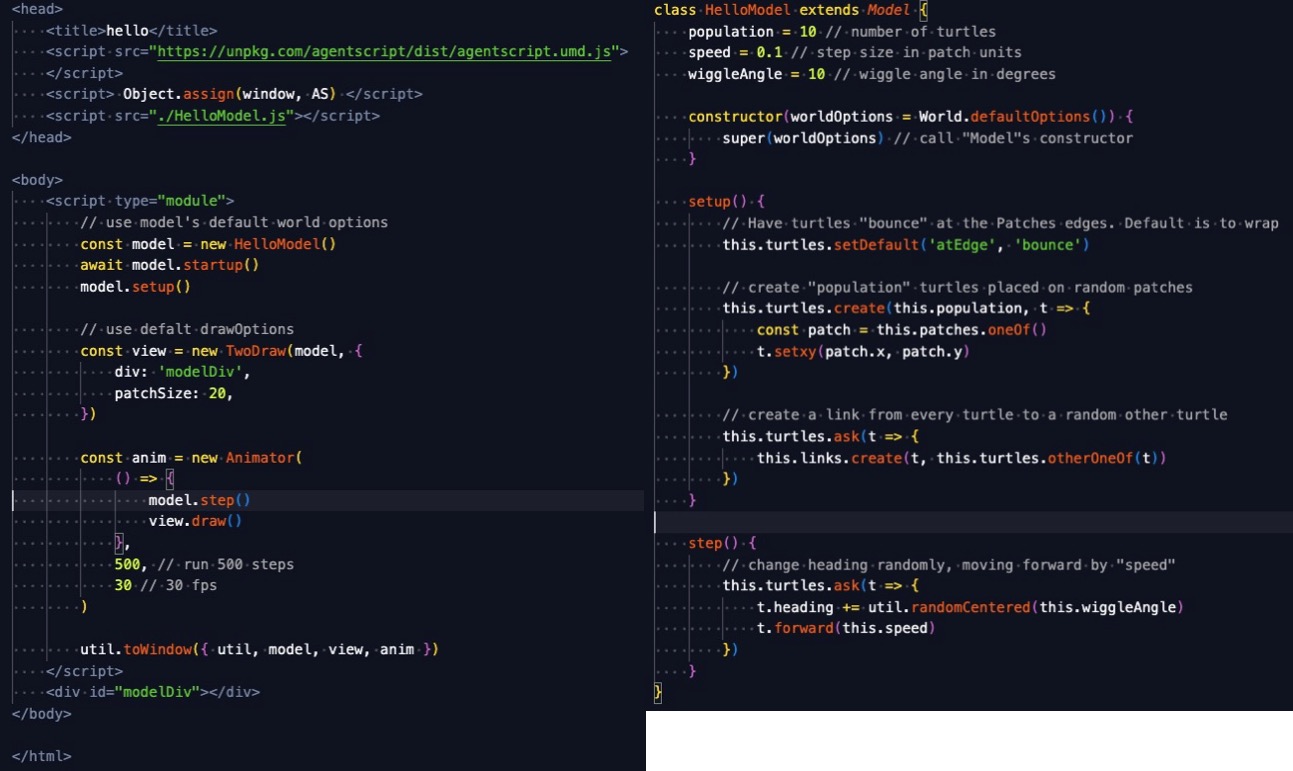 <head>
    <title>hello</title>
    <script src="https://unpkg.com/agentscript/dist/agentscript.umd.js">
    </script>
    <script> Object.assign(window, AS) </script>
    <script src="./HelloModel.js"></script>
</head>

<body>
    <script type="module">
        // use model's default world options
        const model = new HelloModel()
        await model.startup()
        model.setup()

        // use defalt drawOptions
        const view = new TwoDraw(model, {
            div: 'modelDiv',
            patchSize: 20,
        })

        const anim = new Animator(
            () => {
                model.step()
                view.draw()
            },
            500, // run 500 steps
            30 // 30 fps
        )

        util.toWindow({ util, model, view, anim })
    </script>
    <div id="modelDiv"></div>
</body>

</html>
class HelloModel extends Model {
    population = 10 // number of turtles
    speed = 0.1 // step size in patch units
    wiggleAngle = 10 // wiggle angle in degrees

    constructor(worldOptions = World.defaultOptions()) {
        super(worldOptions) // call "Model"s constructor
    }

    setup() {
        // Have turtles "bounce" at the Patches edges. Default is to wrap
        this.turtles.setDefault('atEdge', 'bounce')

        // create "population" turtles placed on random patches
        this.turtles.create(this.population, t => {
            const patch = this.patches.oneOf()
            t.setxy(patch.x, patch.y)
        })

        // create a link from every turtle to a random other turtle
        this.turtles.ask(t => {
            this.links.create(t, this.turtles.otherOneOf(t))
        })
    }

    step() {
        // change heading randomly, moving forward by "speed"
        this.turtles.ask(t => {
            t.heading += util.randomCentered(this.wiggleAngle)
            t.forward(this.speed)
        })
    }
}